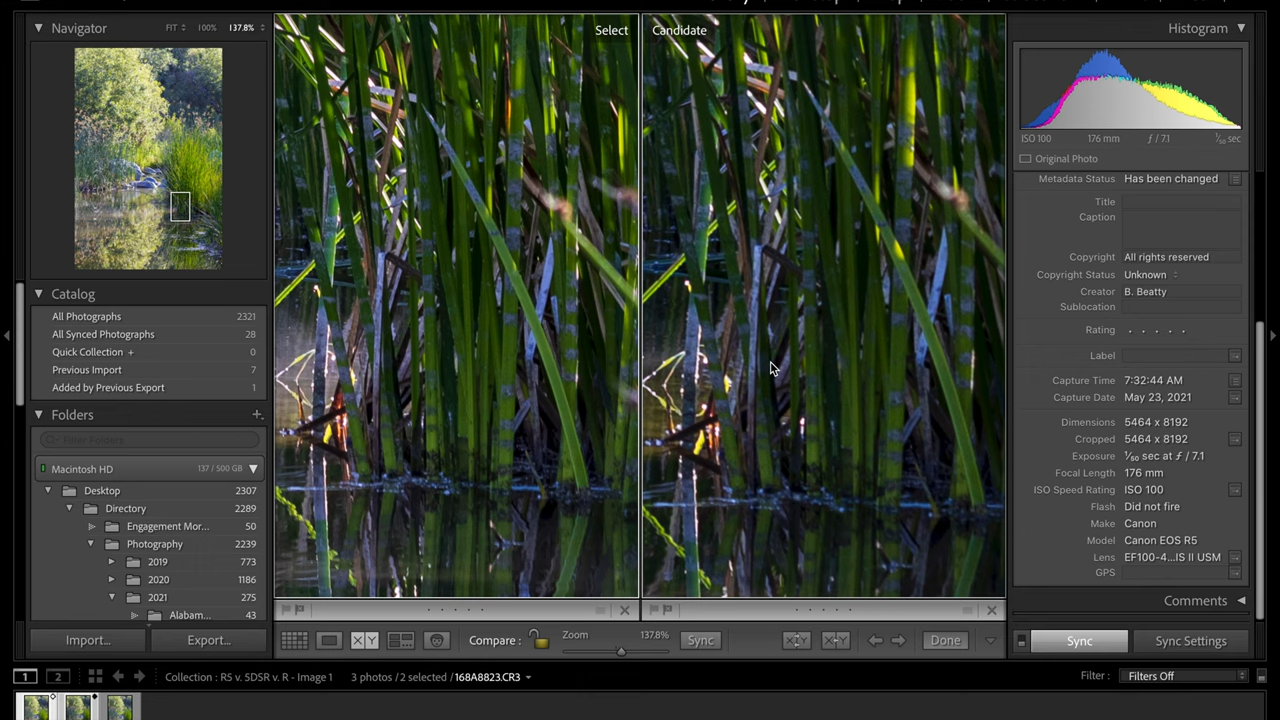 Navigator FIT 100% 137.8%
Catalog
All Photographs 2321
All Synced Photographs 28
Quick Collection + 0
Previous Import 7
Added by Previous Export 1
Folders +
Filter Folders
Macintosh HD 137 / 500 GB
Desktop 2307
Directory 2289
Engagement Mor... 50
Photography 2239
2019 773
2020 1186
2021 275
Alabam... 43
Import... Export...
Select
Candidate
Compare : Zoom 137.8% Sync Done
Histogram
ISO 100 176 mm ƒ / 7.1 1/50 sec
Original Photo
Metadata Status Has been changed
Title
Caption
Copyright All rights reserved
Copyright Status Unknown
Creator B. Beatty
Sublocation
Rating
Label
Capture Time 7:32:44 AM
Capture Date May 23, 2021
Dimensions 5464 x 8192
Cropped 5464 x 8192
Exposure 1/50 sec at ƒ / 7.1
Focal Length 176 mm
ISO Speed Rating ISO 100
Flash Did not fire
Make Canon
Model Canon EOS R5
Lens EF100-4...IS II USM
GPS
Comments
Sync Sync Settings
1 2 Collection : R5 v. 5DSR v. R - Image 1 3 photos / 2 selected / 168A8823.CR3 Filter : Filters Off